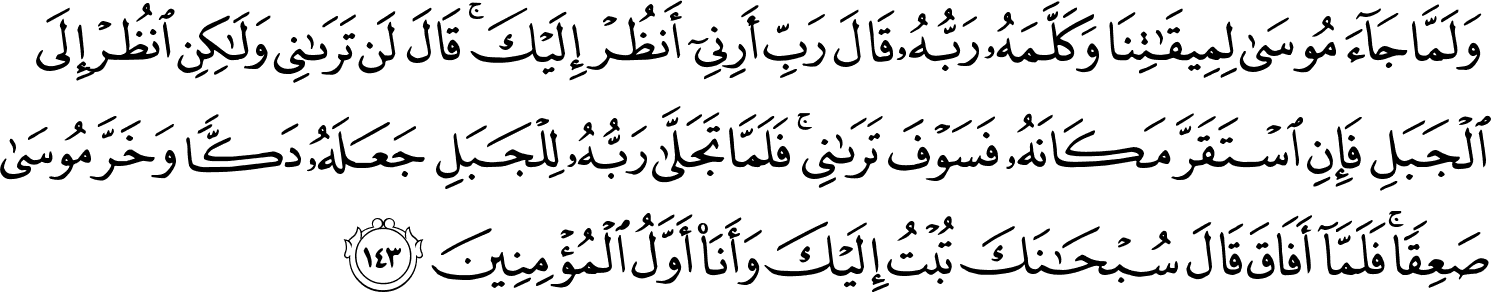 وَلَمَّا جَآءَ مُوسَىٰ لِمِيقَٰتِنَا وَكَلَّمَهُۥ رَبُّهُۥ قَالَ رَبِّ أَرِنِيٓ أَنظُرۡ إِلَيۡكَۚ قَالَ لَن تَرَىٰنِي وَلَٰكِنِ ٱنظُرۡ إِلَى
ٱلۡجَبَلِ فَإِنِ ٱسۡتَقَرَّ مَكَانَهُۥ فَسَوۡفَ تَرَىٰنِيۚ فَلَمَّا تَجَلَّىٰ رَبُّهُۥ لِلۡجَبَلِ جَعَلَهُۥ دَكّٗا وَخَرَّ مُوسَىٰ
صَعِقٗاۚ فَلَمَّآ أَفَاقَ قَالَ سُبۡحَٰنَكَ تُبۡتُ إِلَيۡكَ وَأَنَا۠ أَوَّلُ ٱلۡمُؤۡمِنِينَ ١٤٣